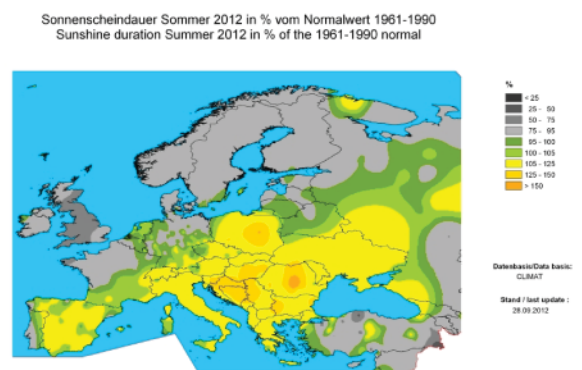 Sonnenscheindauer Sommer 2012 in % vom Normalwert 1961-1990
Sunshine duration Summer 2012 in % of the 1961-1990 normal
%
< 25
25 - 50
50 - 75
75 - 95
95 - 100
100 - 105
105 - 125
125 - 150
> 150
Datenbasis/Data basis:
CLIMAT
Stand / last update :
28.09.2012